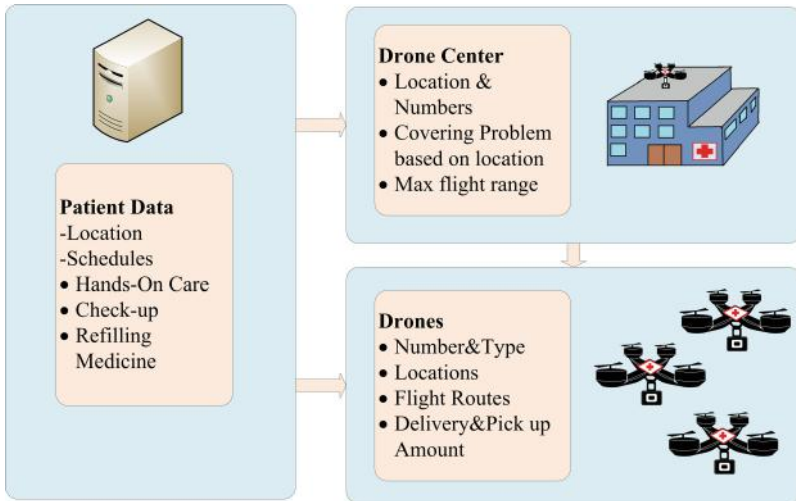 Patient Data
-Location
-Schedules
• Hands-On Care
• Check-up
• Refilling
Medicine
Drone Center
• Location &
Numbers
• Covering Problem
based on location
• Max flight range
Drones
• Number&Type
• Locations
• Flight Routes
• Delivery&Pick up
Amount